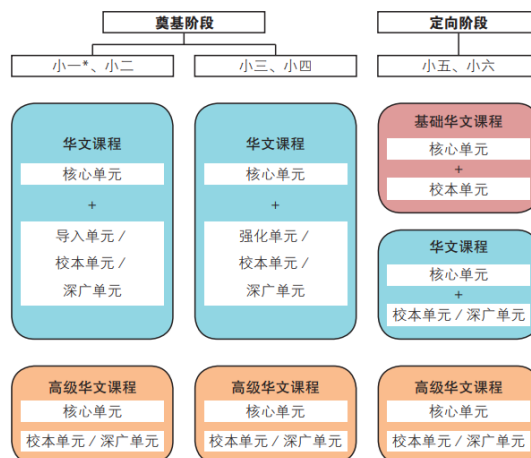 奠基阶段
定向阶段
小一*、小二
小三、小四
小五、小六
华文课程
核心单元
+
导入单元 /
校本单元 /
深广单元
华文课程
核心单元
+
强化单元 /
校本单元 /
深广单元
基础华文课程
核心单元
+
校本单元
华文课程
核心单元
+
校本单元 / 深广单元
高级华文课程
核心单元
校本单元 / 深广单元
高级华文课程
核心单元
校本单元 / 深广单元
高级华文课程
核心单元
校本单元 / 深广单元